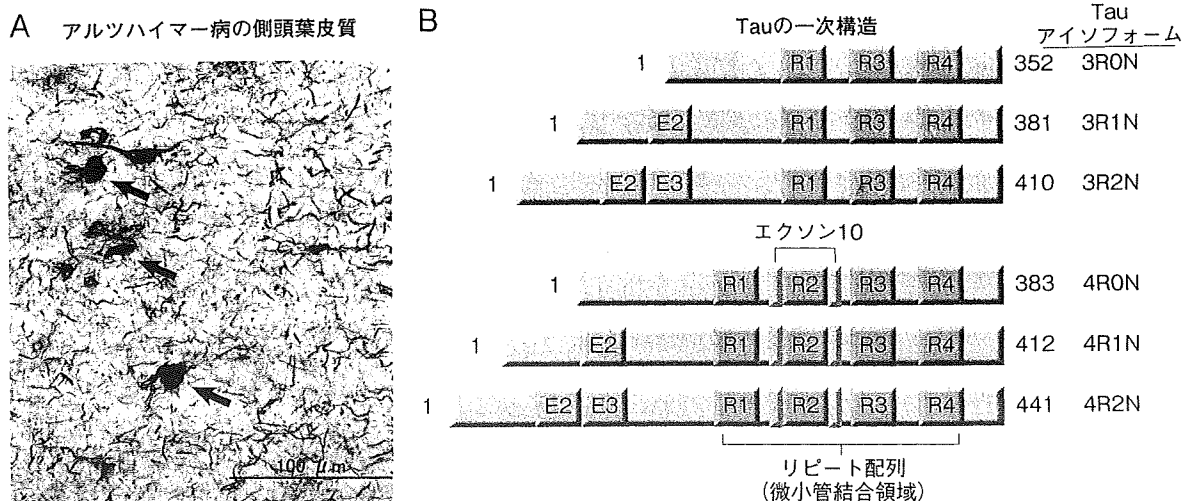 A アルツハイマー病の側頭葉皮質
100 μm
B
Tauの一次構造
Tau
アイソフォーム
1 R1 R3 R4 352 3R0N
1 E2 R1 R3 R4 381 3R1N
1 E2 E3 R1 R3 R4 410 3R2N
エクソン10
1 R1 R2 R3 R4 383 4R0N
1 E2 R1 R2 R3 R4 412 4R1N
1 E2 E3 R1 R2 R3 R4 441 4R2N
リピート配列
(微小管結合領域)